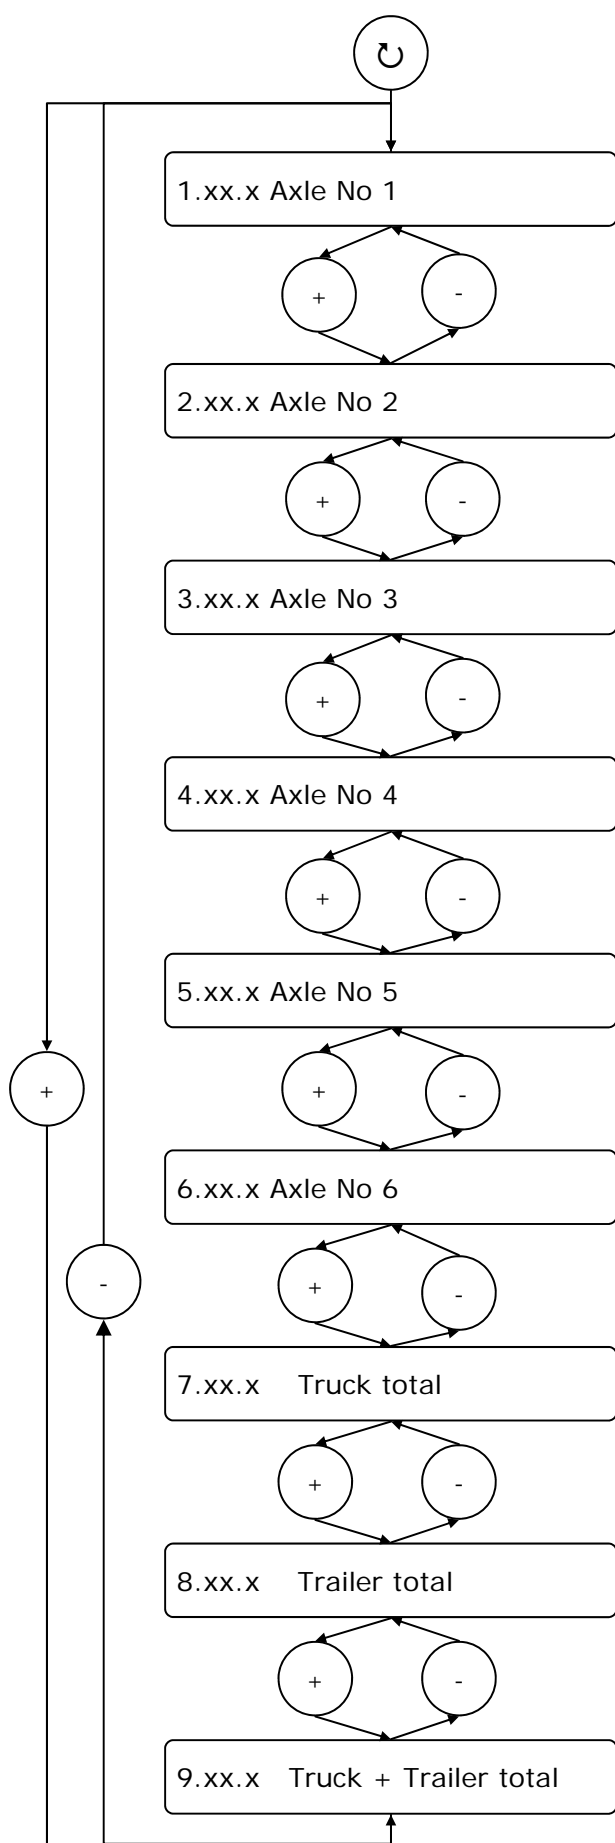 ↻
1.xx.x Axle No 1
+ -
2.xx.x Axle No 2
+ -
3.xx.x Axle No 3
+ -
4.xx.x Axle No 4
+ -
5.xx.x Axle No 5
+
+ -
6.xx.x Axle No 6
-
+ -
7.xx.x Truck total
+ -
8.xx.x Trailer total
+ -
9.xx.x Truck + Trailer total